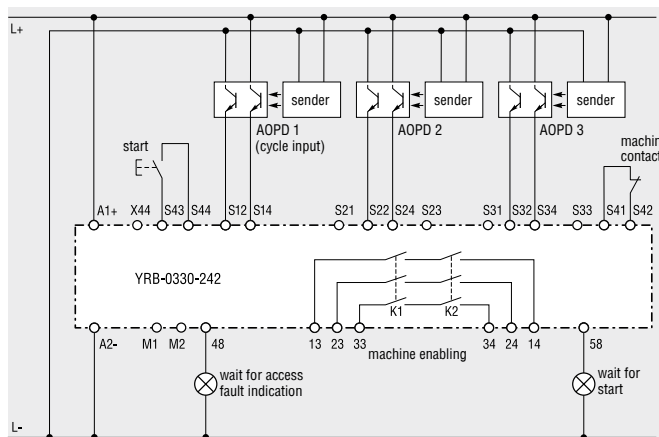 L+
sender
sender
sender
AOPD 1
(cycle input)
AOPD 2
AOPD 3
start
machin
contact
A1+ X44 S43 S44 S12 S14 S21 S22 S24 S23 S31 S32 S34 S33 S41 S42
YRB-0330-242
K1 K2
A2- M1 M2 48 13 23 33 34 24 14 58
machine enabling
wait for access
fault indication
wait for
start
L-